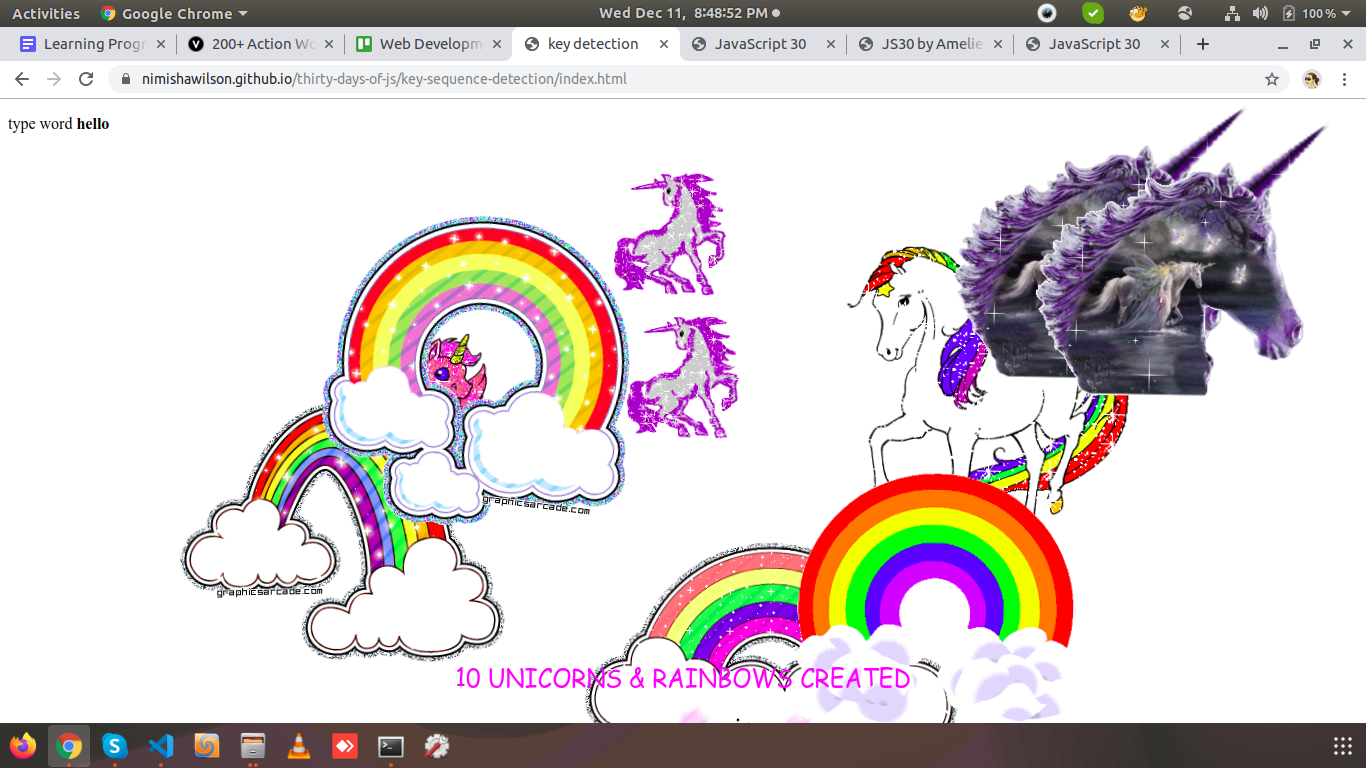 Activities Google Chrome Wed Dec 11, 8:48:52 PM 100 %
Learning Progr 200+ Action Wo Web Developm key detection JavaScript 30 JS30 by Amelie JavaScript 30
nimishawilson.github.io/thirty-days-of-js/key-sequence-detection/index.html
type word hello
graphicsarcade.com
graphicsarcade.com
10 UNICORNS & RAINBOWS CREATED